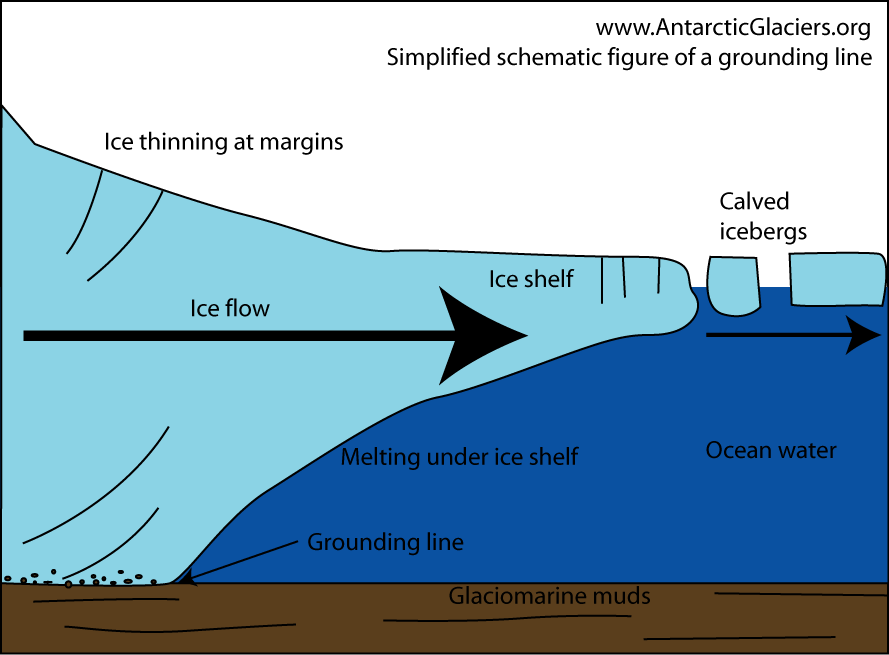 www.AntarcticGlaciers.org
Simplified schematic figure of a grounding line
Ice thinning at margins
Calved
icebergs
Ice shelf
Ice flow
Melting under ice shelf
Ocean water
Grounding line
Glaciomarine muds